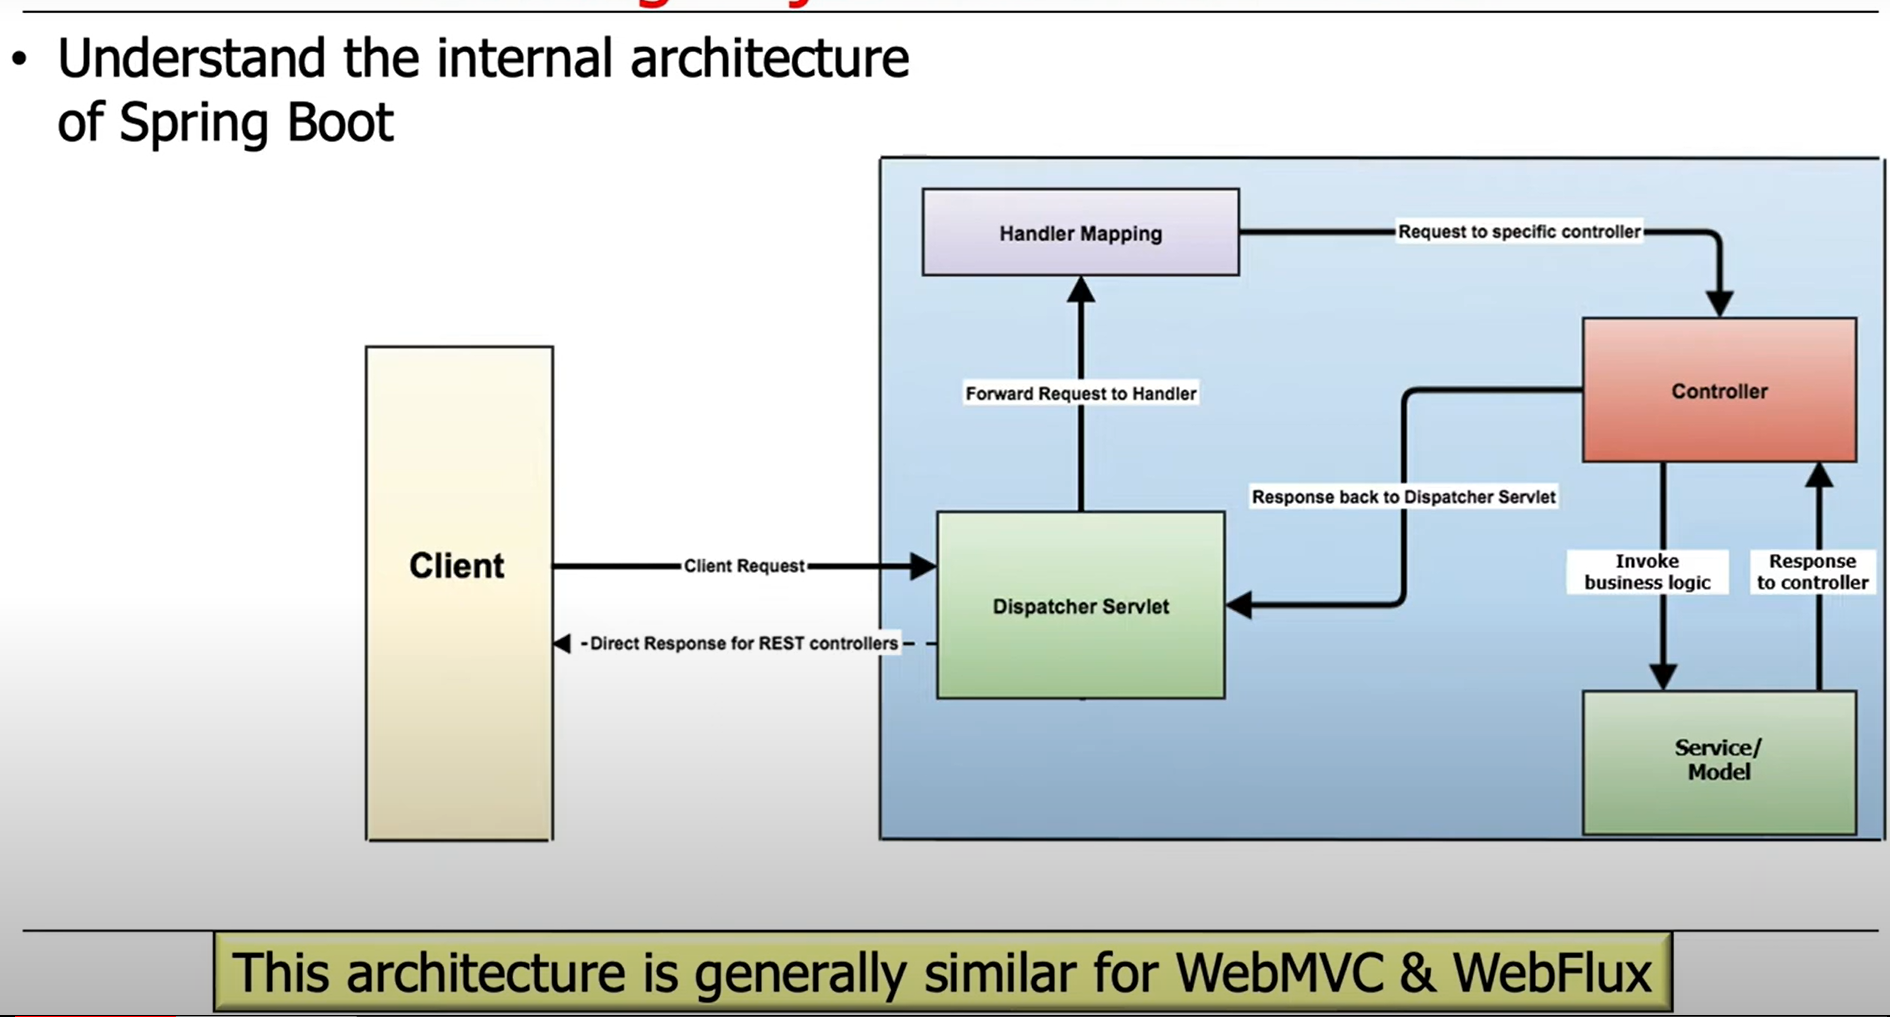 • Understand the internal architecture
of Spring Boot
Handler Mapping
Request to specific controller
Forward Request to Handler
Controller
Response back to Dispatcher Servlet
Client
Client Request
Dispatcher Servlet
Invoke
business logic
Response
to controller
Direct Response for REST controllers
Service/
Model
This architecture is generally similar for WebMVC & WebFlux